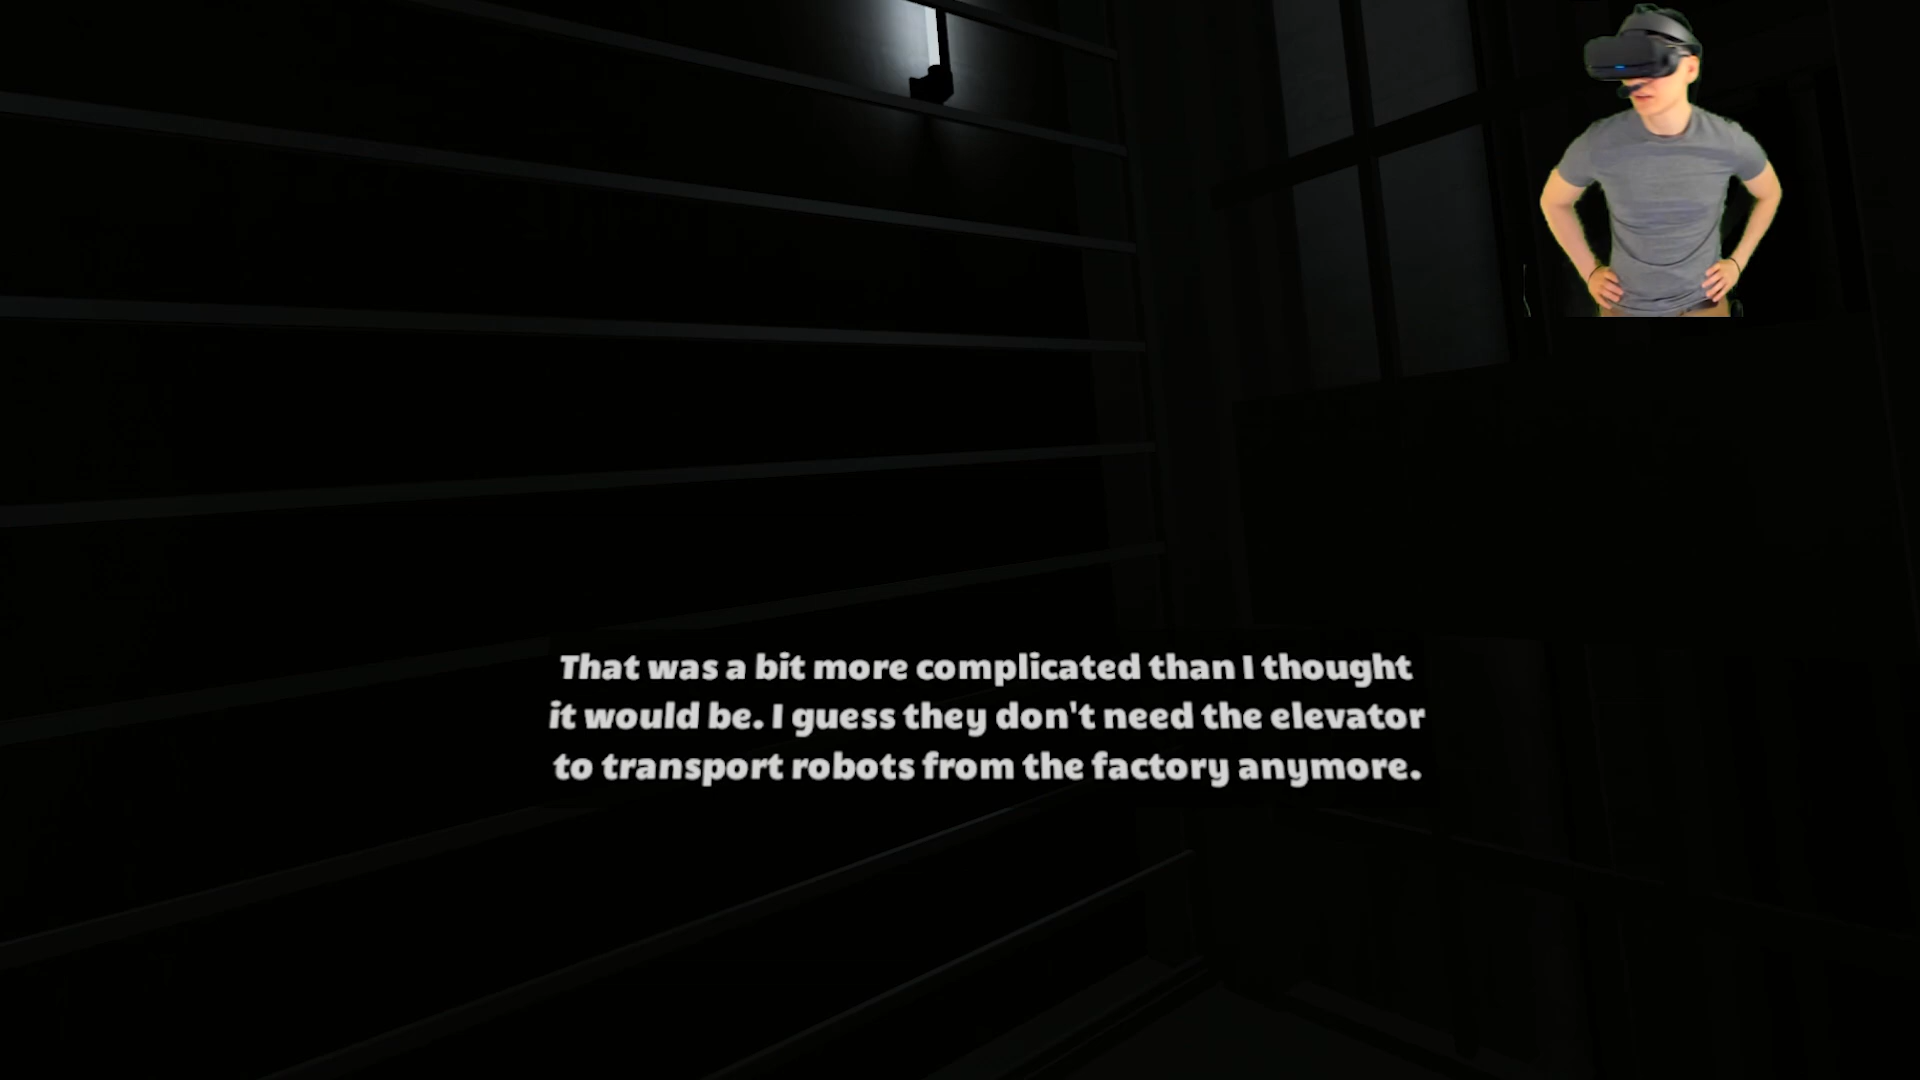 That was a bit more complicated than I thought
it would be. I guess they don't need the elevator
to transport robots from the factory anymore.